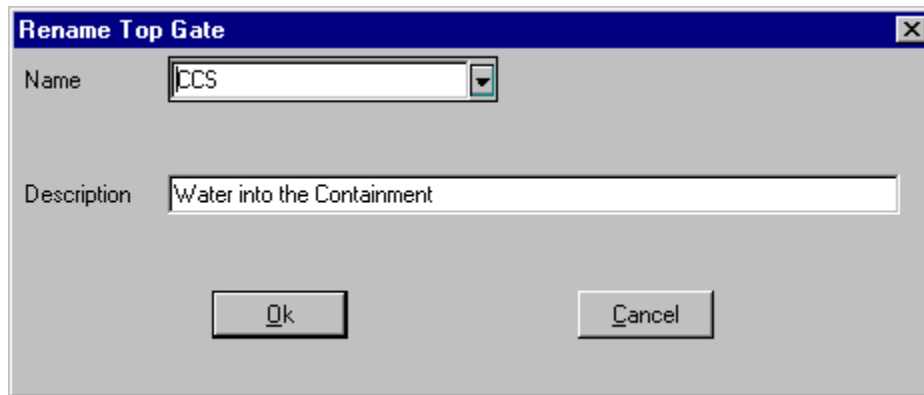 Rename Top Gate
Name CCS
Description Water into the Containment
Ok Cancel